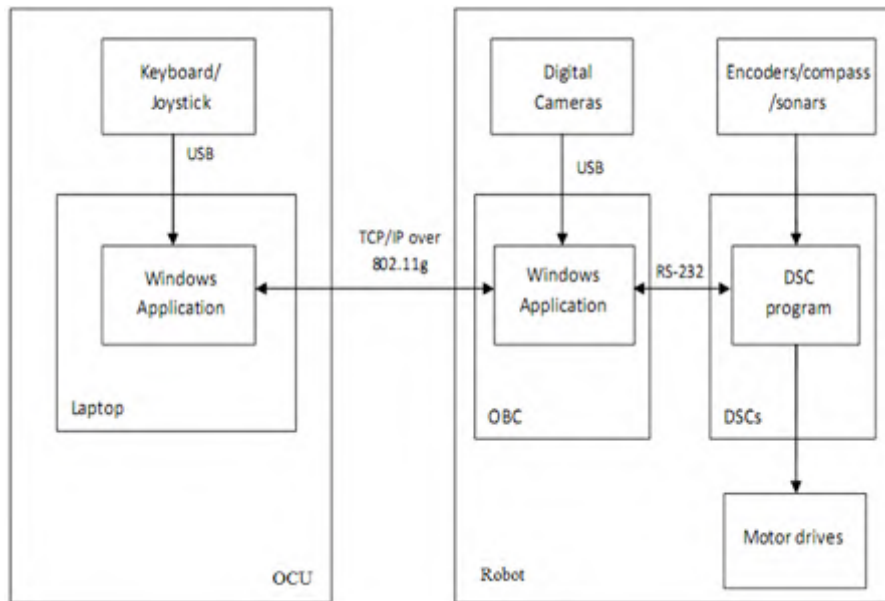 Keyboard/
Joystick
USB
Windows
Application
Laptop
OCU
TCP/IP over
802.11g
Digital
Cameras
USB
Windows
Application
OBC
RS-232
Encoders/compass
/sonars
DSC
program
DSCs
Motor drives
Robot